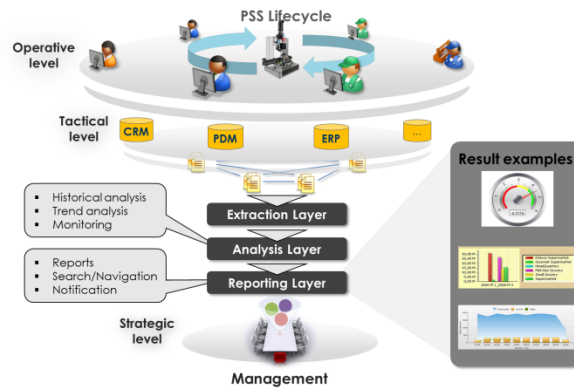 PSS Lifecycle
Operative
level
Tactical
level
CRM
PDM
ERP
...
Result examples
▪ Historical analysis
▪ Trend analysis
▪ Monitoring
Extraction Layer
Analysis Layer
▪ Reports
▪ Search/Navigation
▪ Notification
Reporting Layer
Strategic
level
Management